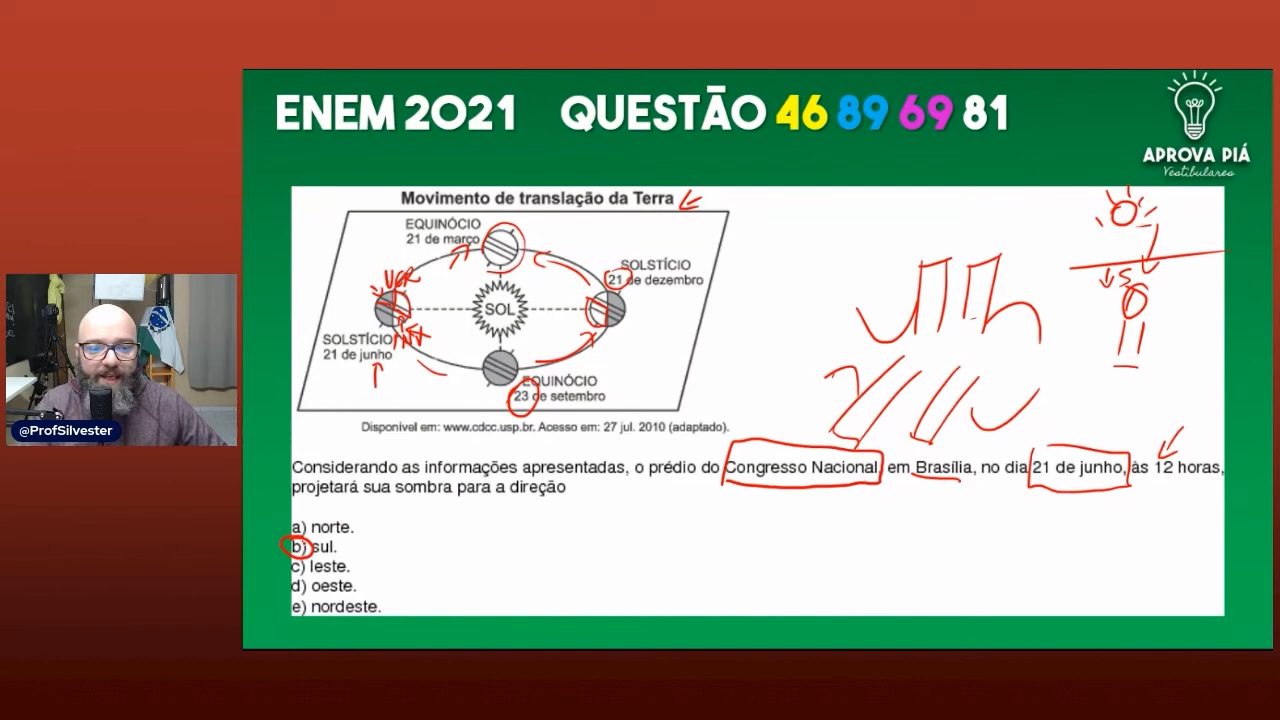 ENEM 2021 QUESTÃO 46 89 69 81
APROVA PIÁ
Vestibulares
Movimento de translação da Terra
EQUINÓCIO
21 de março
SOLSTÍCIO
21 de dezembro
VER
SOL
SOLSTÍCIO
21 de junho
EQUINÓCIO
23 de setembro
Disponível em: www.cdcc.usp.br. Acesso em: 27 jul. 2010 (adaptado).
S
@ProfSilvester
Considerando as informações apresentadas, o prédio do Congresso Nacional, em Brasília, no dia 21 de junho, às 12 horas,
projetará sua sombra para a direção
a) norte.
b) sul.
c) leste.
d) oeste.
e) nordeste.